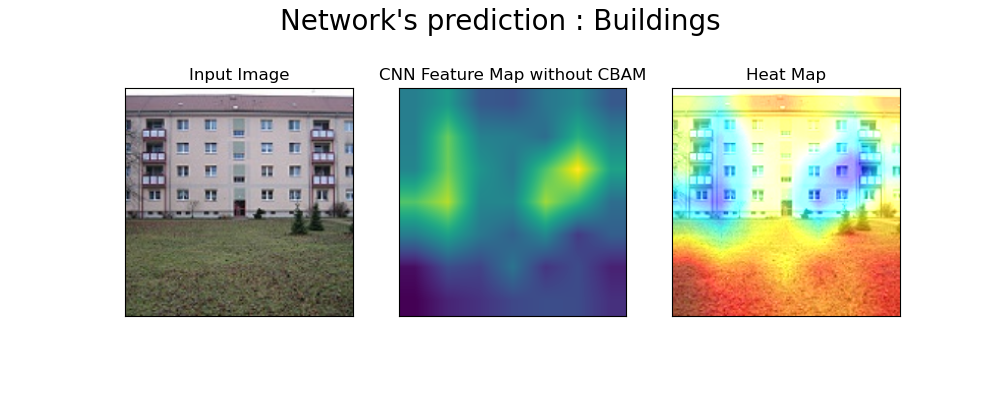 Network's prediction : Buildings
Input Image
CNN Feature Map without CBAM
Heat Map